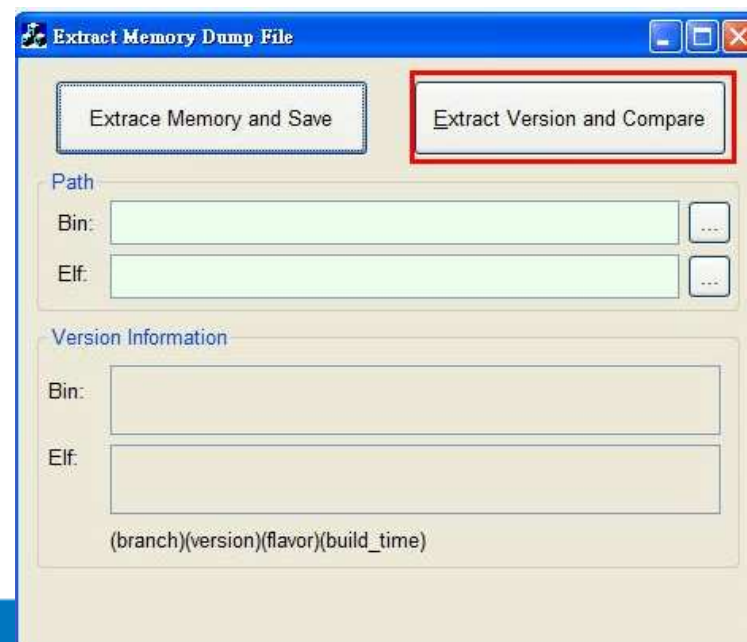 Extract Memory Dump File
Extrace Memory and Save
Extract Version and Compare
Path
Bin:
...
Elf:
...
Version Information
Bin:
Elf:
(branch)(version)(flavor)(build_time)